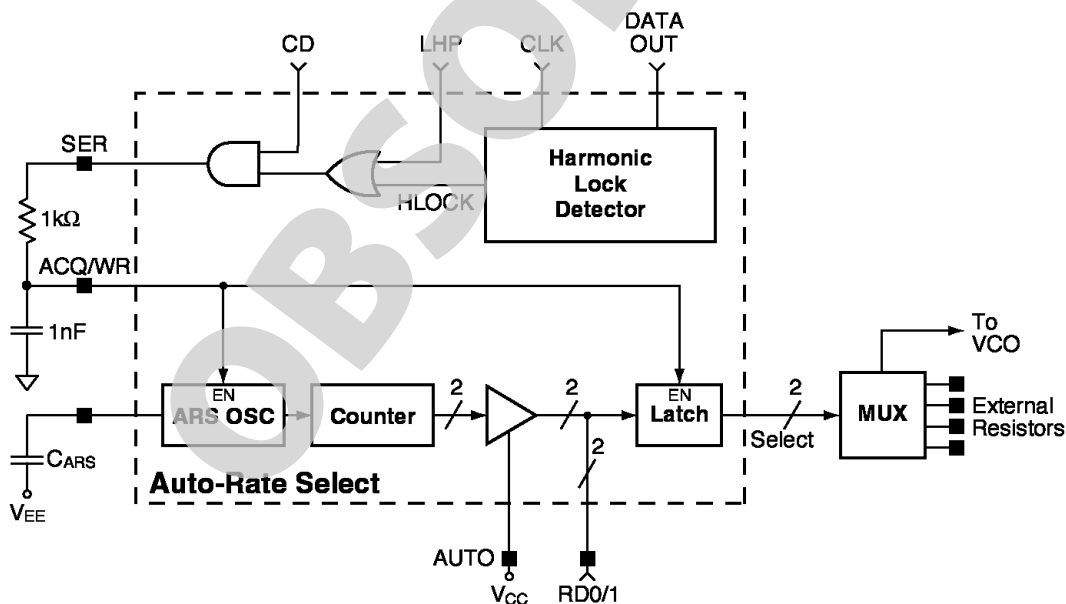 CD
LHP
CLK
DATA
OUT
SER
Harmonic
Lock
Detector
HLOCK
1kΩ
ACQ/WR
1nF
To
VCO
EN
ARS OSC
Counter
2
2
2
EN
Latch
2
Select
MUX
External
Resistors
CARS
VEE
Auto-Rate Select
AUTO
VCC
RD0/1